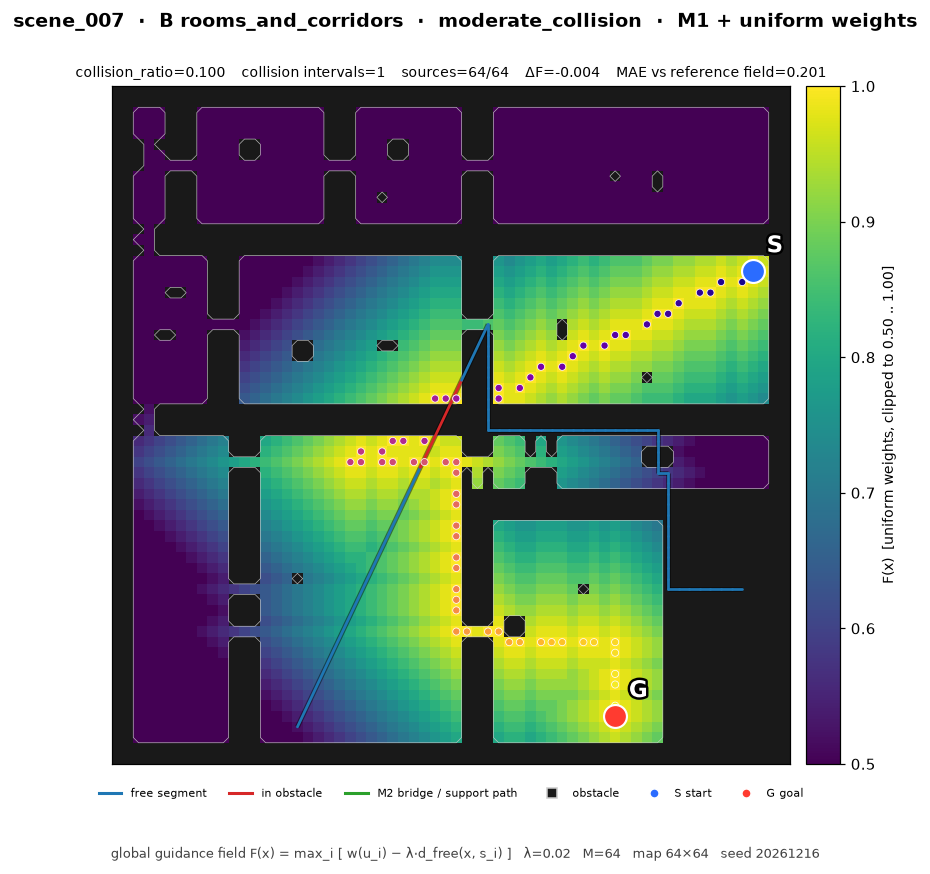 scene_007 · B rooms_and_corridors · moderate_collision · M1 + uniform weights
collision_ratio=0.100 collision intervals=1 sources=64/64 ΔF=-0.004 MAE vs reference field=0.201
S
G
1.0
0.9
0.8
0.7
0.6
0.5
F(x) [uniform weights, clipped to 0.50 .. 1.00]
free segment in obstacle M2 bridge / support path obstacle S start G goal
global guidance field F(x) = max_i [ w(u_i) − λ·d_free(x, s_i) ] λ=0.02 M=64 map 64×64 seed 20261216